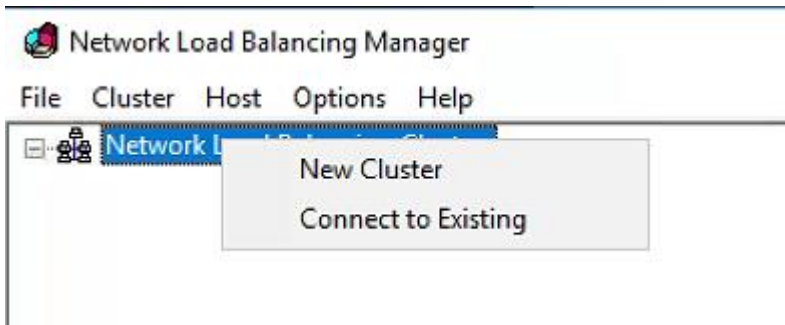 Network Load Balancing Manager
File Cluster Host Options Help
Network
New Cluster
Connect to Existing